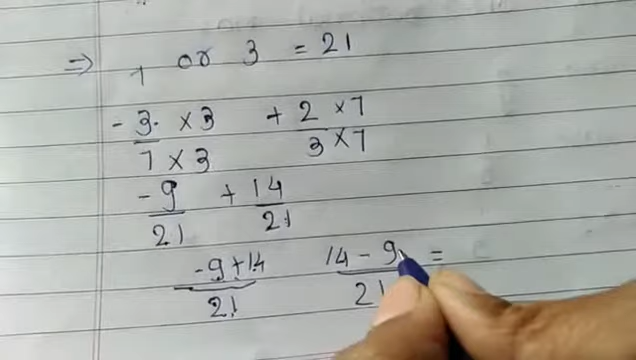 ⇒ 7 or 3 = 21
- 3/7 × 3/3 + 2/3 × 7/7
- 9/21 + 14/21
-9+14/21 14-9/21 =